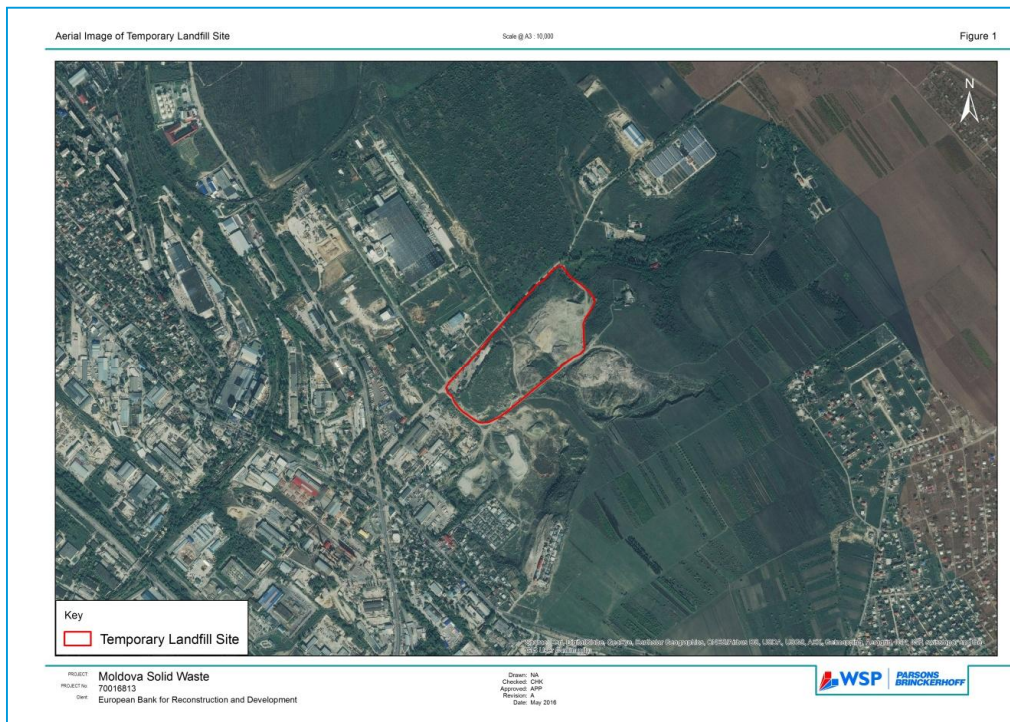 Aerial Image of Temporary Landfill Site
Scale @ A3 : 10,000
Figure 1
N
Key
Temporary Landfill Site
PROJECT Moldova Solid Waste
PROJECT No 70016813
Client European Bank for Reconstruction and Development
Drawn: NA
Checked: CHK
Approved: APP
Revision: A
Date: May 2016
WSP PARSONS
BRINCKERHOFF